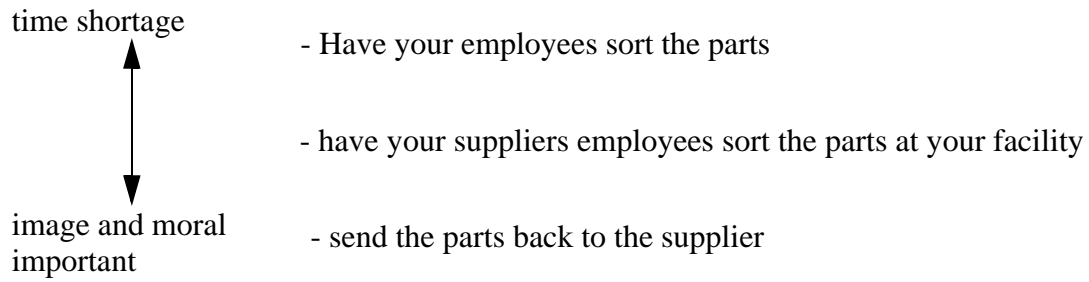 time shortage
- Have your employees sort the parts
- have your suppliers employees sort the parts at your facility
image and moral
important
- send the parts back to the supplier